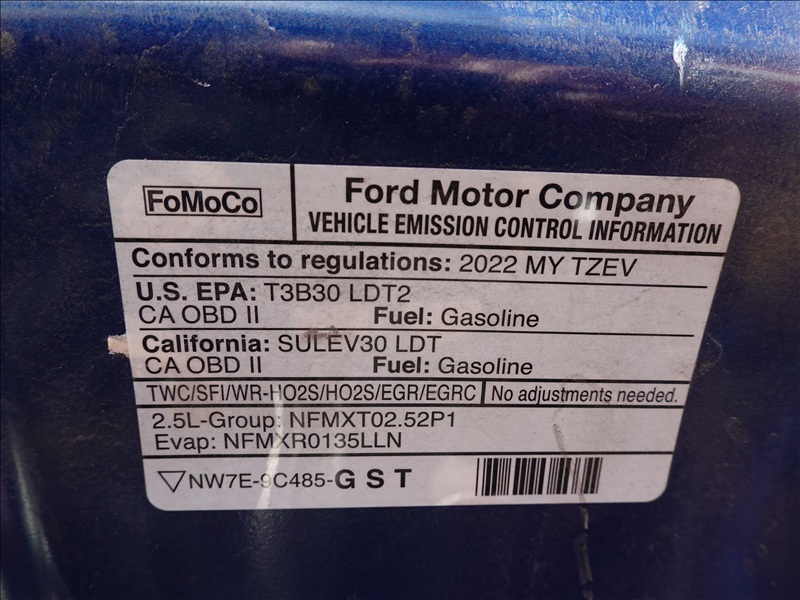 FoMoCo
Ford Motor Company
VEHICLE EMISSION CONTROL INFORMATION
Conforms to regulations: 2022 MY TZEV
U.S. EPA: T3B30 LDT2
CA OBD II Fuel: Gasoline
California: SULEV30 LDT
CA OBD II Fuel: Gasoline
TWC/SFI/WR-HO2S/HO2S/EGR/EGRC No adjustments needed.
2.5L-Group: NFMXT02.52P1
Evap: NFMXR0135LLN
NW7E-9C485-G S T